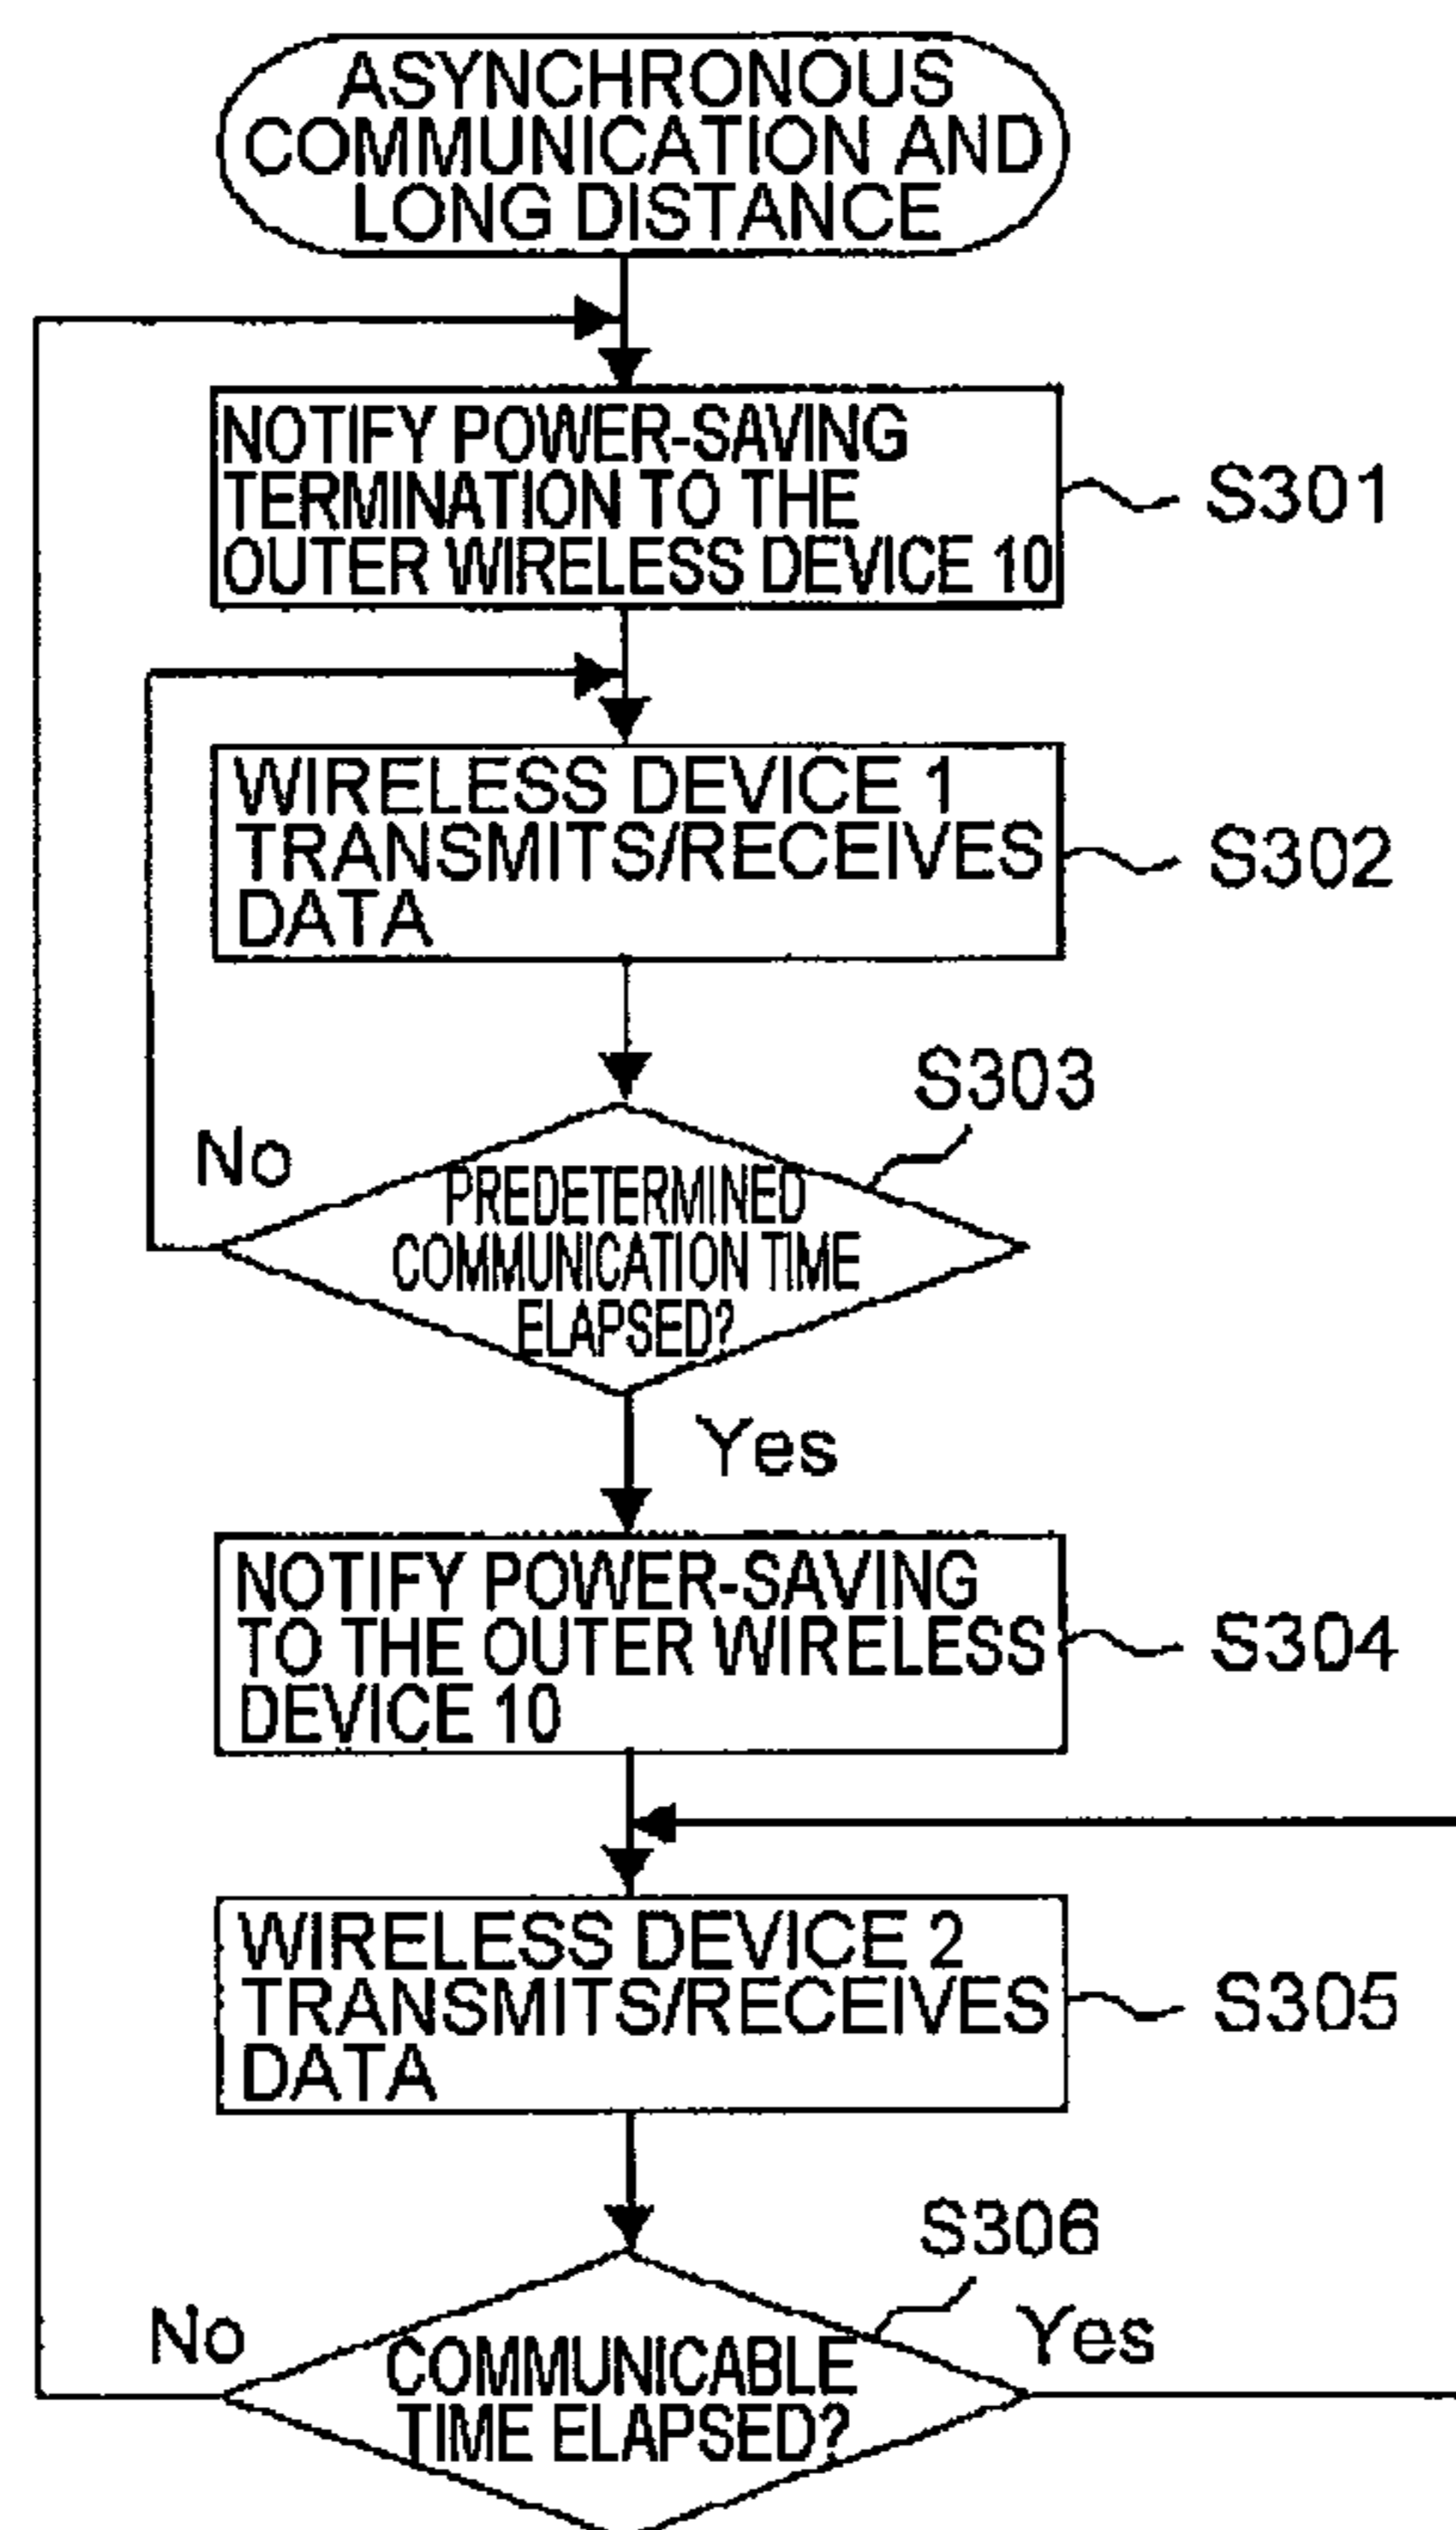 ASYNCHRONOUS
COMMUNICATION AND
LONG DISTANCE
NOTIFY POWER-SAVING
TERMINATION TO THE
OUTER WIRELESS DEVICE 10
S301
WIRELESS DEVICE 1
TRANSMITS/RECEIVES
DATA
S302
S303
No
PREDETERMINED
COMMUNICATION TIME
ELAPSED?
Yes
NOTIFY POWER-SAVING
TO THE OUTER WIRELESS
DEVICE 10
S304
WIRELESS DEVICE 2
TRANSMITS/RECEIVES
DATA
S305
S306
No
Yes
COMMUNICABLE
TIME ELAPSED?